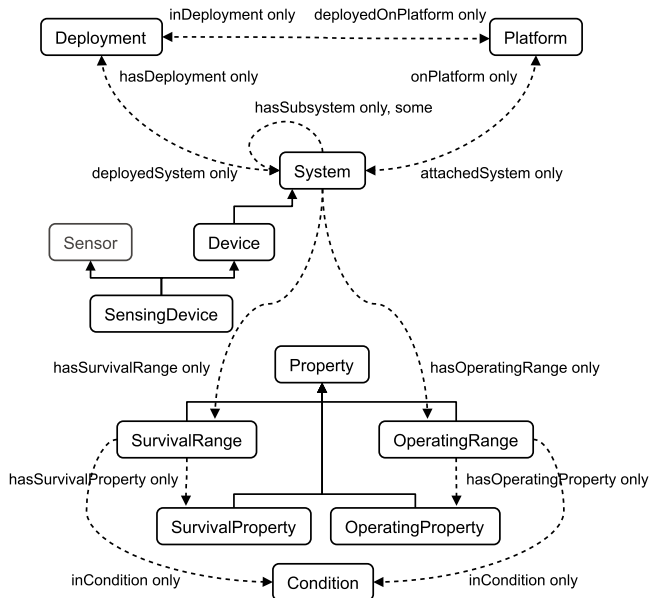 inDeployment only
deployedOnPlatform only
Deployment
Platform
hasDeployment only
onPlatform only
hasSubsystem only, some
deployedSystem only
System
attachedSystem only
Sensor
Device
SensingDevice
hasSurvivalRange only
Property
hasOperatingRange only
SurvivalRange
OperatingRange
hasSurvivalProperty only
hasOperatingProperty only
SurvivalProperty
OperatingProperty
inCondition only
Condition
inCondition only